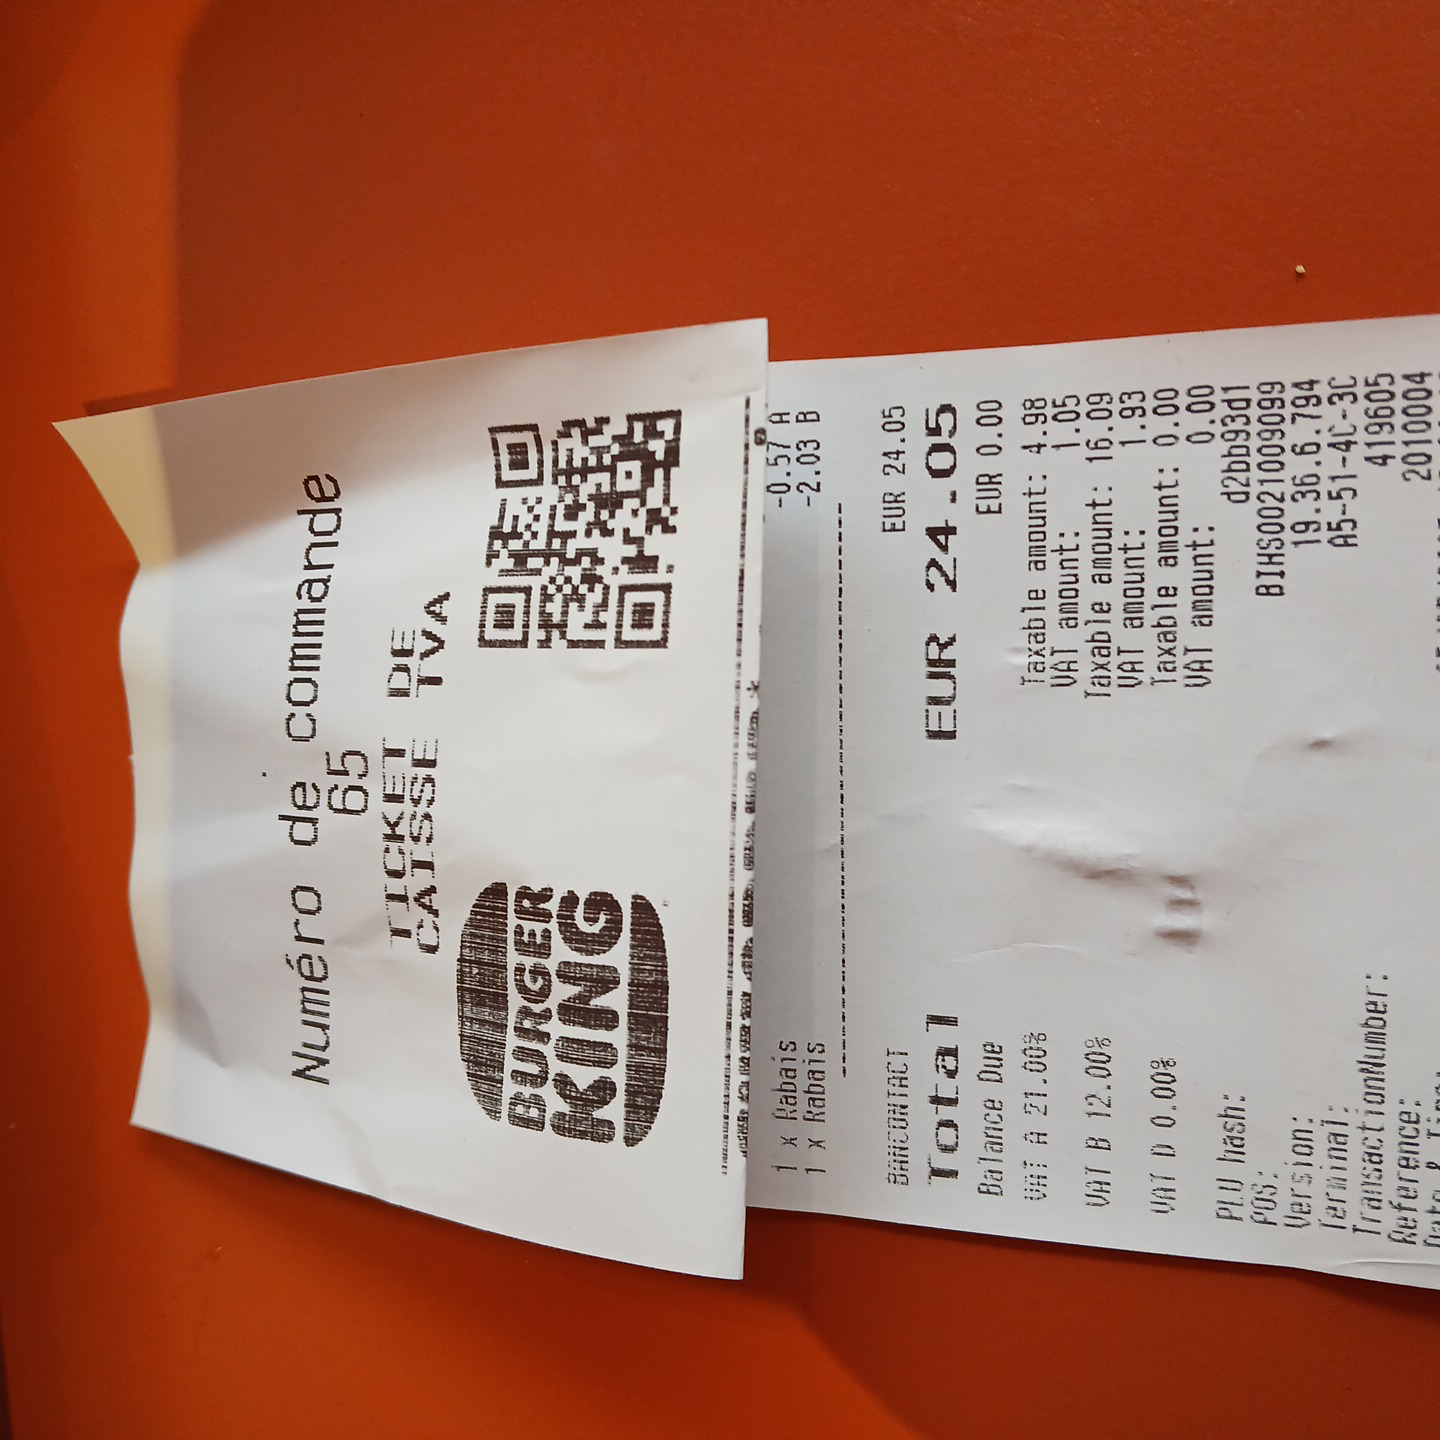 Numéro de commande
65
TICKET DE
CAISSE TVA
BURGER
KING
1 x Rabais -0.57 A
1 x Rabais -2.03 B
BANCONTACT EUR 24.05
Total EUR 24.05
Balance Due EUR 0.00
VAT A 21.00% Taxable amount: 4.98
VAT amount: 1.05
VAT B 12.00% Taxable amount: 16.09
VAT amount: 1.93
VAT D 0.00% Taxable amount: 0.00
VAT amount: 0.00
PLU hash: d2bb93d1
POS: BIHS0021009099
Version: 19.36.6.794
Terminal: A5-51-4C-3C
TransactionNumber: 419605
Reference: 2010004